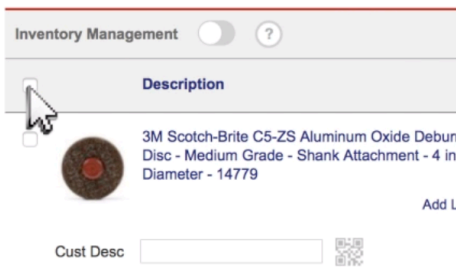 Inventory Management ?
Description
3M Scotch-Brite C5-ZS Aluminum Oxide Deburr
Disc - Medium Grade - Shank Attachment - 4 in
Diameter - 14779
Add L
Cust Desc